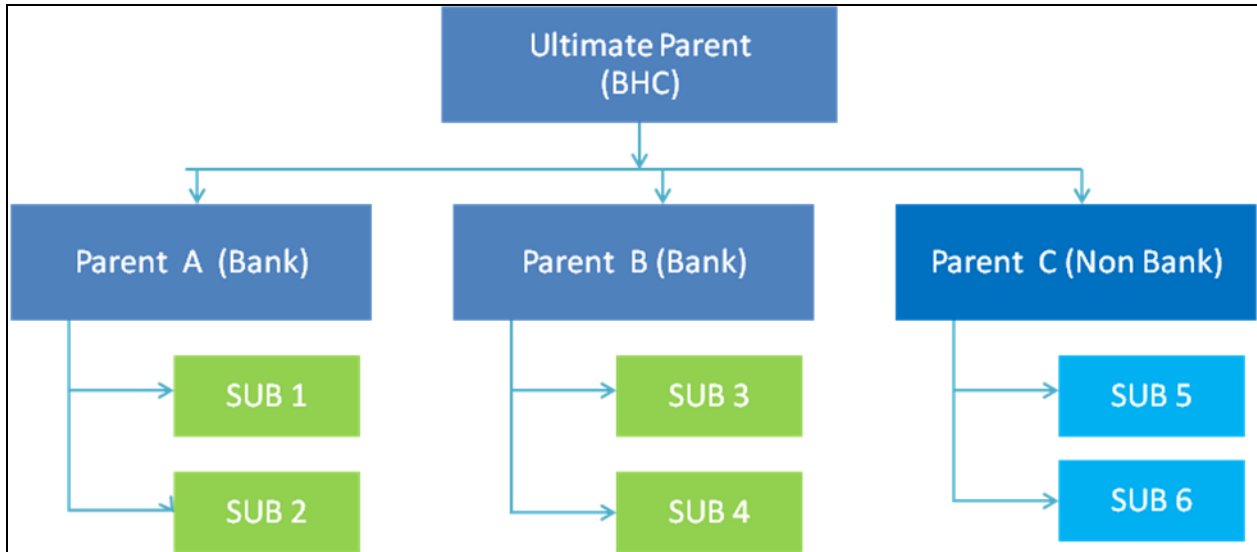 Ultimate Parent
(BHC)
Parent A (Bank)
Parent B (Bank)
Parent C (Non Bank)
SUB 1
SUB 3
SUB 5
SUB 2
SUB 4
SUB 6